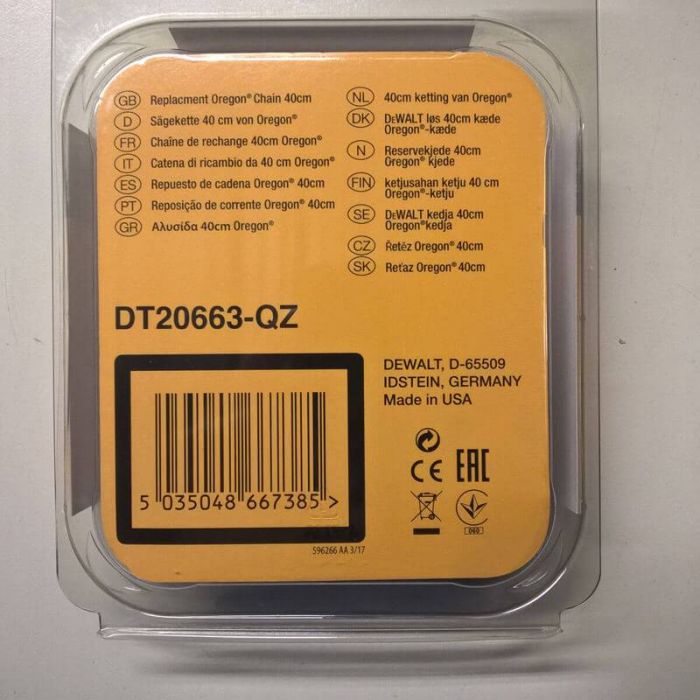 GB Replacment Oregon® Chain 40cm
D Sägekette 40 cm von Oregon®
FR Chaîne de rechange 40cm Oregon®
IT Catena di ricambio da 40 cm Oregon®
ES Repuesto de cadena Oregon® 40cm
PT Reposição de corrente Oregon® 40cm
GR Αλυσίδα 40cm Oregon®
NL 40cm ketting van Oregon®
DK DEWALT løs 40cm kæde
Oregon®-kæde
N Reservekjede 40cm
Oregon® kjede
FIN ketjusahan ketju 40 cm
Oregon®-ketju
SE DEWALT kedja 40cm
Oregon®kedja
CZ Řetěz Oregon® 40cm
SK Reťaz Oregon® 40cm
DT20663-QZ
DEWALT, D-65509
IDSTEIN, GERMANY
Made in USA
CE EAC
060
5 035048 667385 >
S96266 AA 3/17